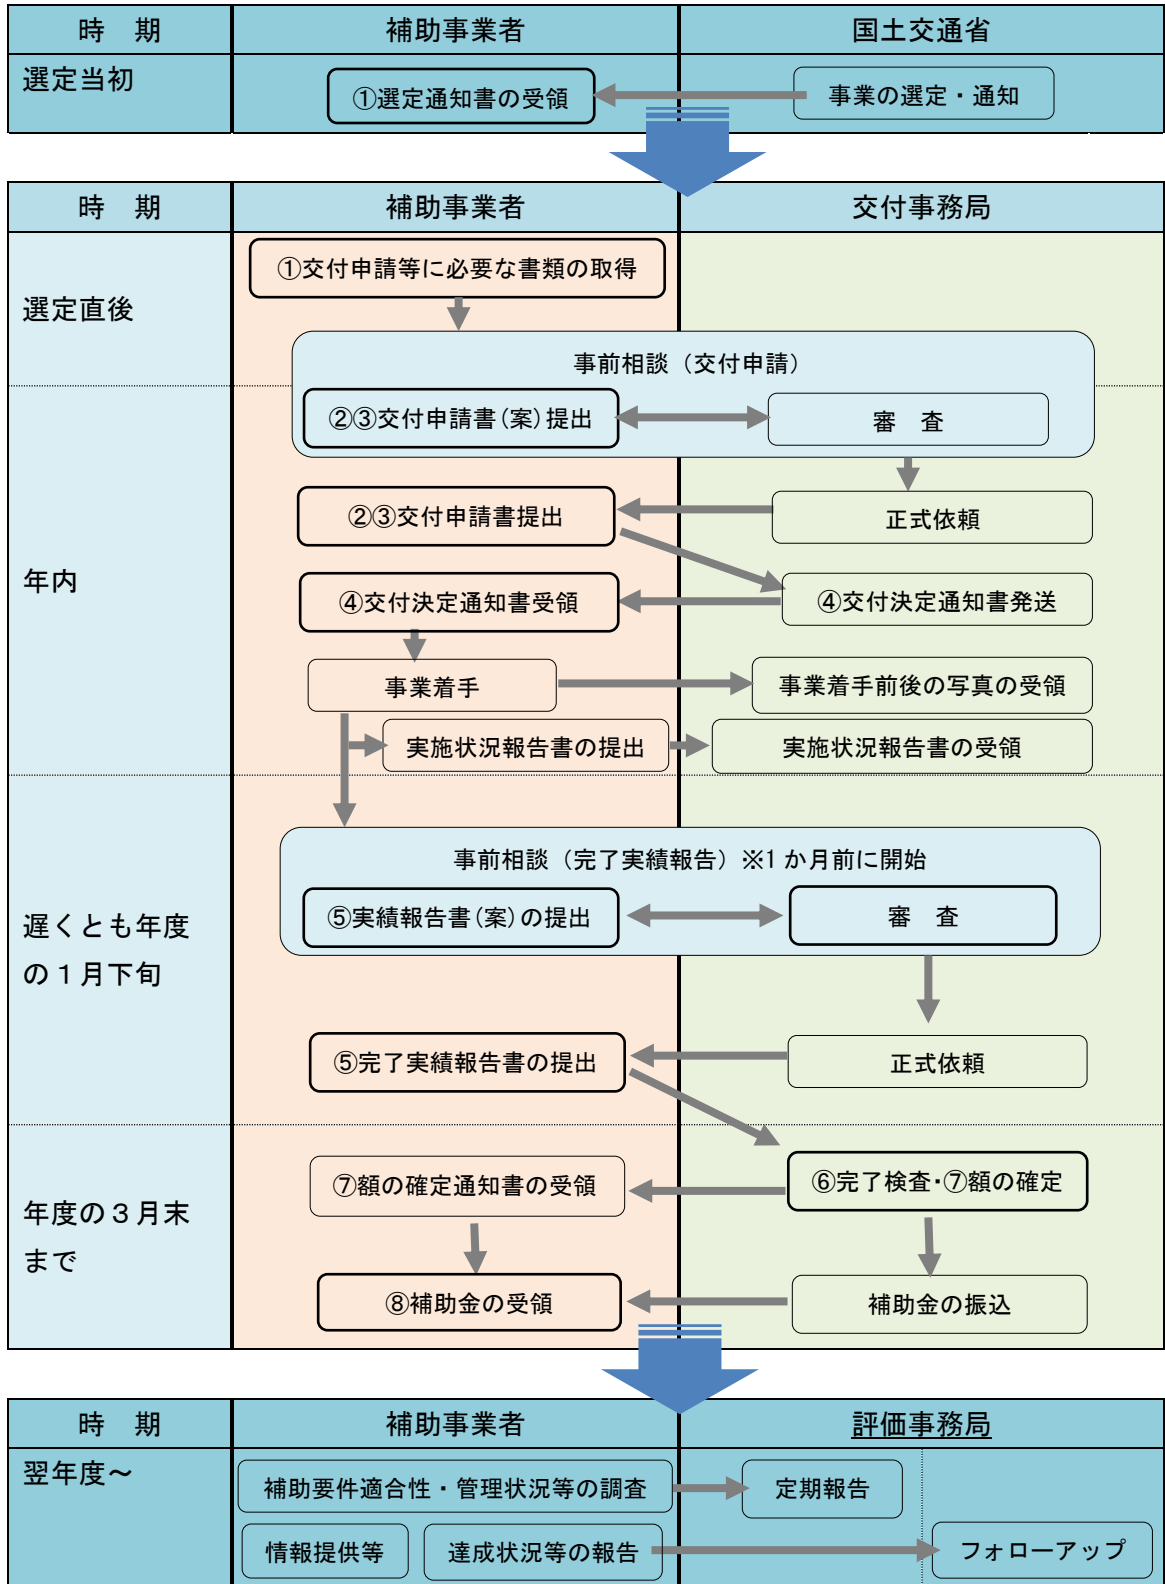 時　期
補助事業者
国土交通省
選定当初
①選定通知書の受領
事業の選定・通知
時　期
補助事業者
交付事務局
選定直後
①交付申請等に必要な書類の取得
事前相談（交付申請）
②③交付申請書(案)提出
審　査
年内
②③交付申請書提出
正式依頼
④交付決定通知書受領
④交付決定通知書発送
事業着手
事業着手前後の写真の受領
実施状況報告書の提出
実施状況報告書の受領
遅くとも年度
の１月下旬
事前相談（完了実績報告）※1か月前に開始
⑤実績報告書(案)の提出
審　査
⑤完了実績報告書の提出
正式依頼
年度の３月末
まで
⑦額の確定通知書の受領
⑥完了検査・⑦額の確定
⑧補助金の受領
補助金の振込
時　期
補助事業者
評価事務局
翌年度～
補助要件適合性・管理状況等の調査
定期報告
情報提供等
達成状況等の報告
フォローアップ